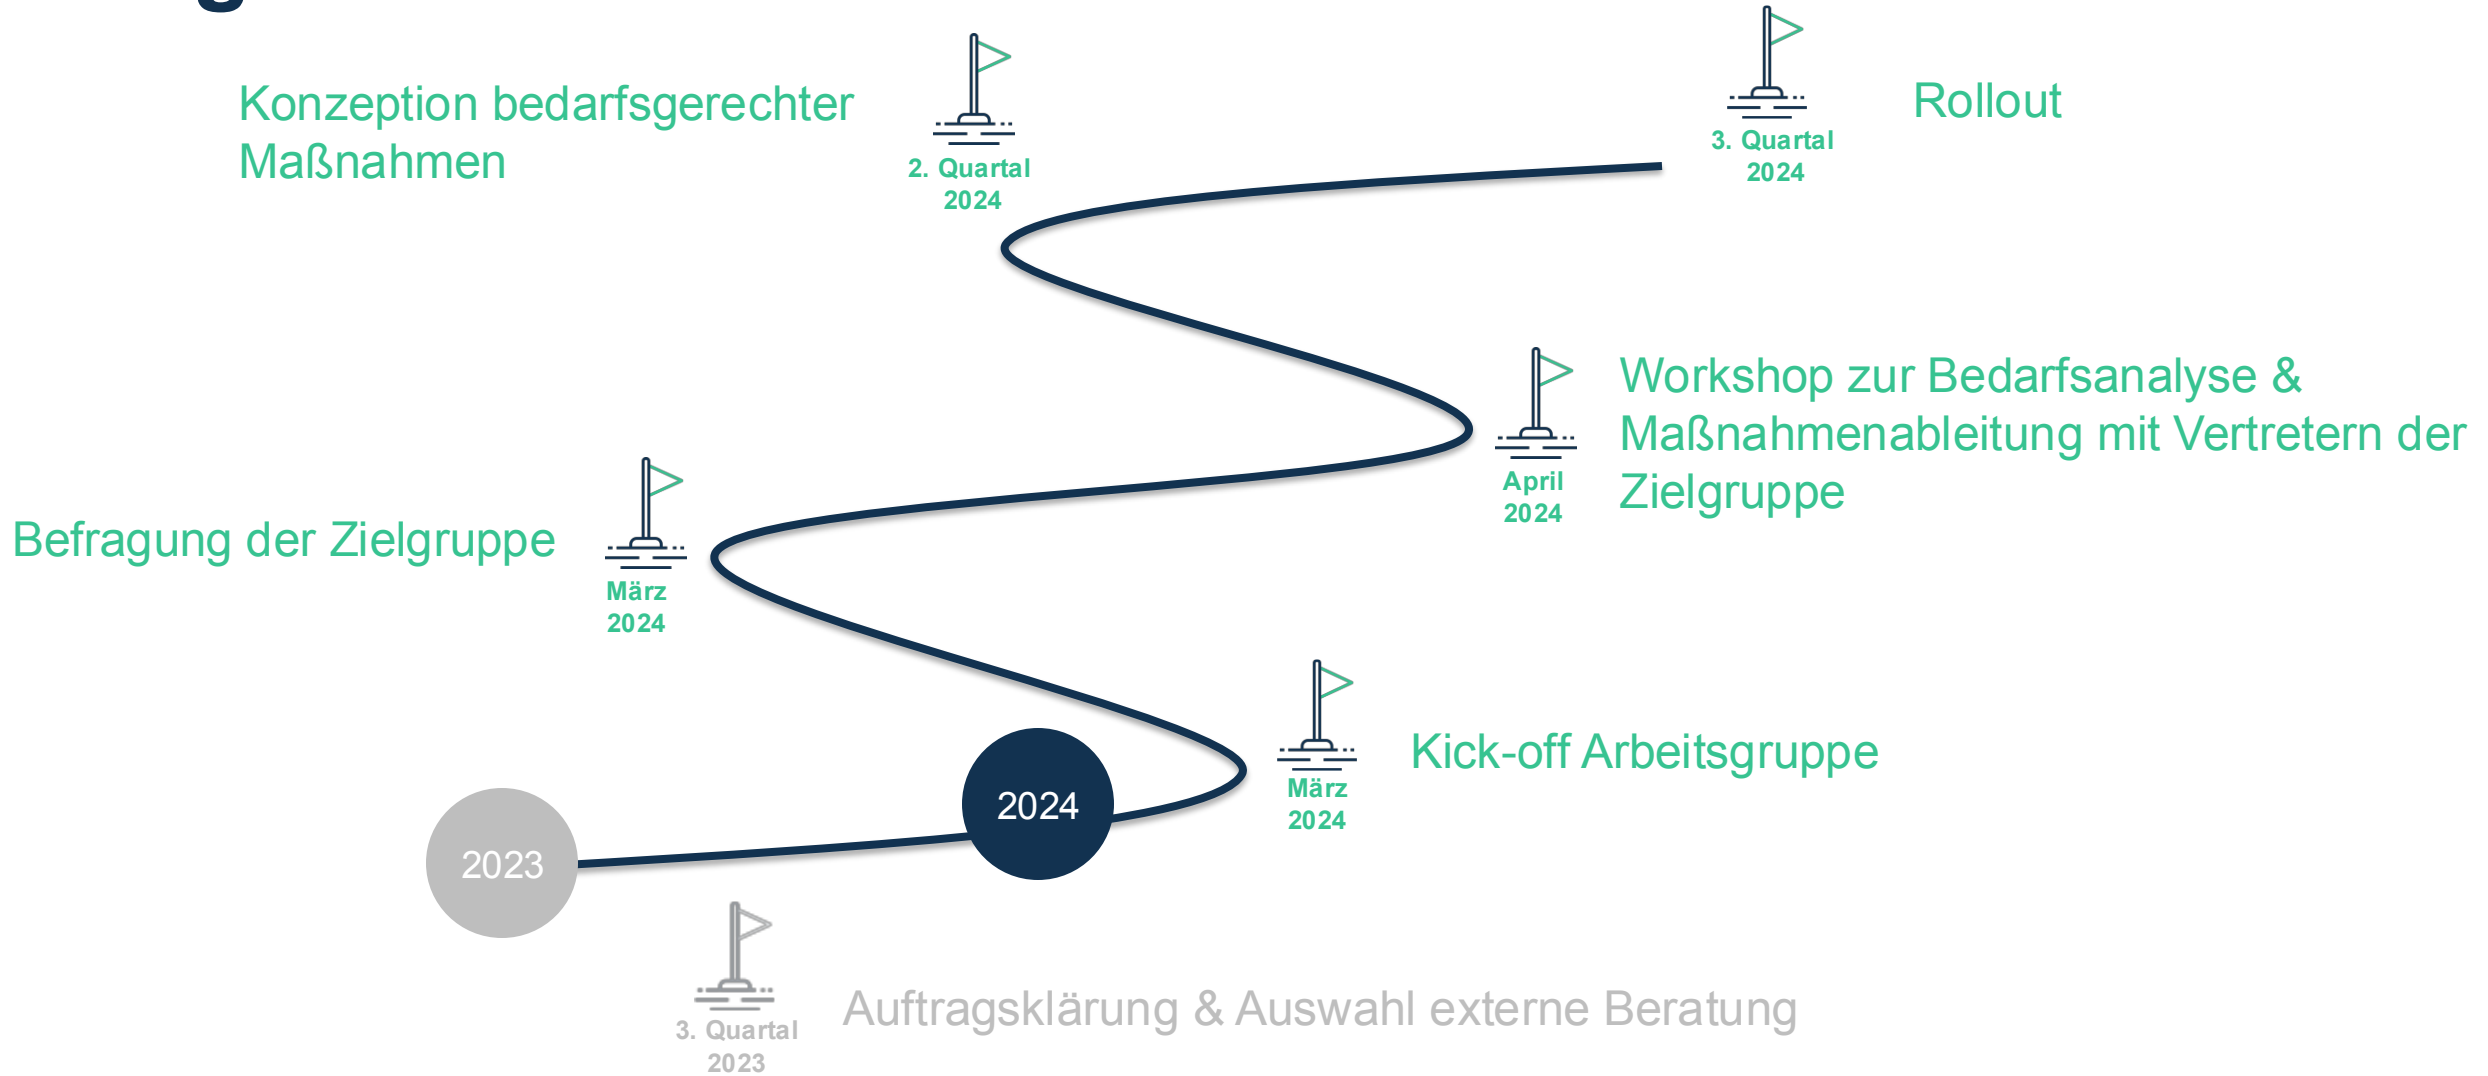 Konzeption bedarfsgerechter
Maßnahmen
2. Quartal
2024
3. Quartal
2024
Rollout
Workshop zur Bedarfsanalyse &
Maßnahmenableitung mit Vertretern der
Zielgruppe
April
2024
Befragung der Zielgruppe
März
2024
Kick-off Arbeitsgruppe
März
2024
2024
2023
3. Quartal
2023
Auftragsklärung & Auswahl externe Beratung